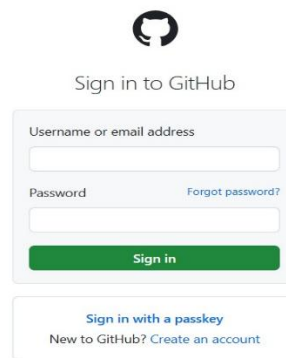 Sign in to GitHub
Username or email address
Password Forgot password?
Sign in
Sign in with a passkey
New to GitHub? Create an account